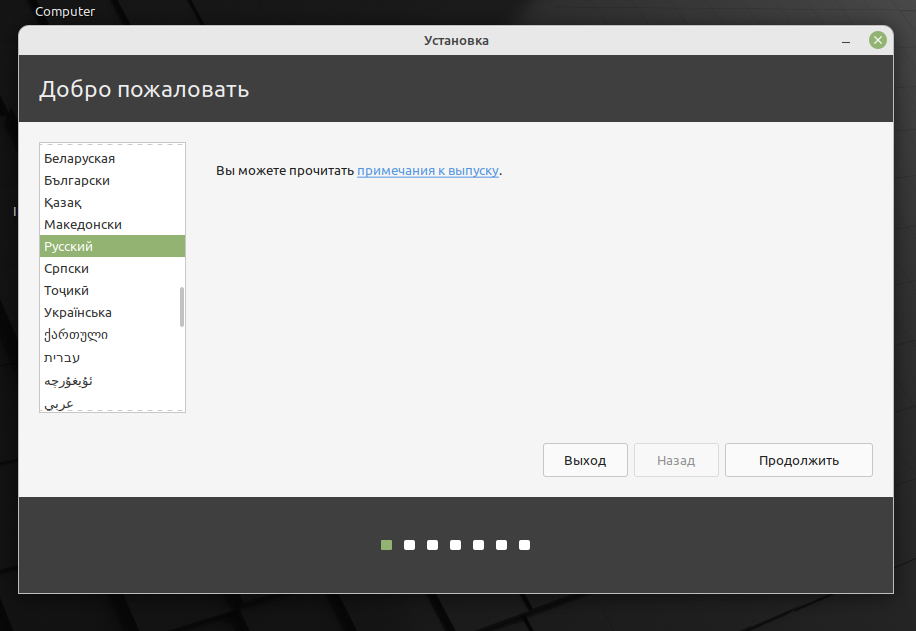 Computer
Установка
Добро пожаловать
Беларуская
Български
Қазақ
Македонски
Русский
Српски
Тоҷикӣ
Українська
ქართული
עברית
ئۇيغۇرچە
عربي
Вы можете прочитать примечания к выпуску.
Выход
Назад
Продолжить